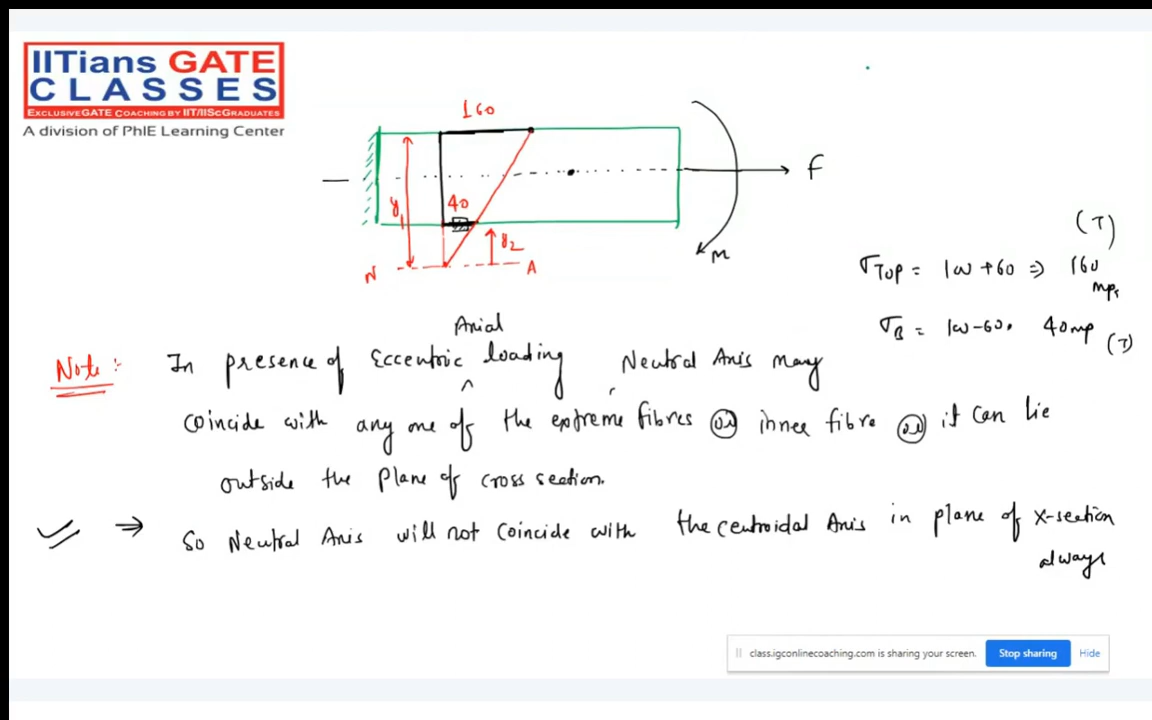 IITians GATE
CLASSES
EXCLUSIVE GATE COACHING BY IIT/IISc GRADUATES
A division of PhIE Learning Center
160
F
40
y1
y2
M
N
A
(T)
σTop = 100 + 60 ⇒ 160
σB = 100 - 60. 40 mp (T)
Axial
Note :- In presence of Eccentric ^ loading, Neutral Axis may
coincide with any one of the extreme fibres (or) inner fibre (or) it can lie
outside the plane of cross section.
⇒ So Neutral Axis will not coincide with the centroidal Axis in plane of x-section
always
class.igconlinecoaching.com is sharing your screen. Stop sharing Hide